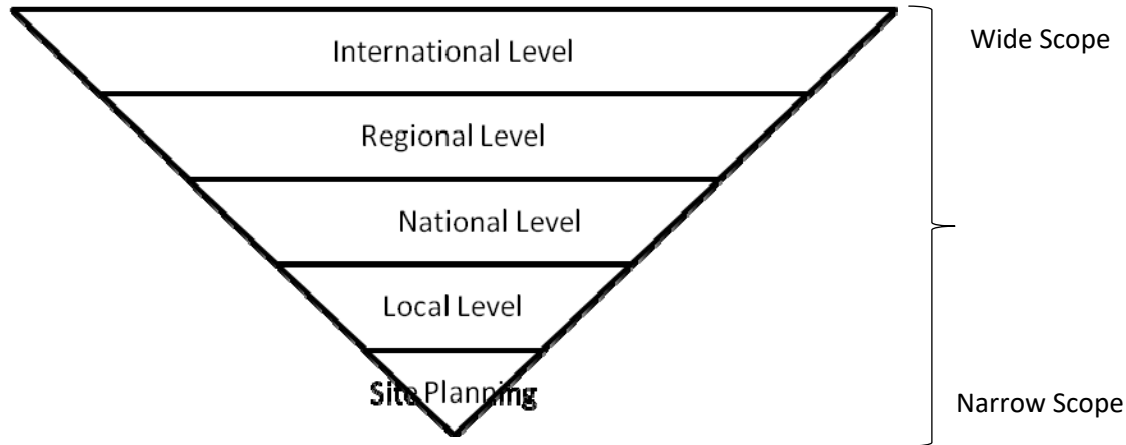 International Level
Wide Scope
Regional Level
National Level
Local Level
Site Planning
Narrow Scope